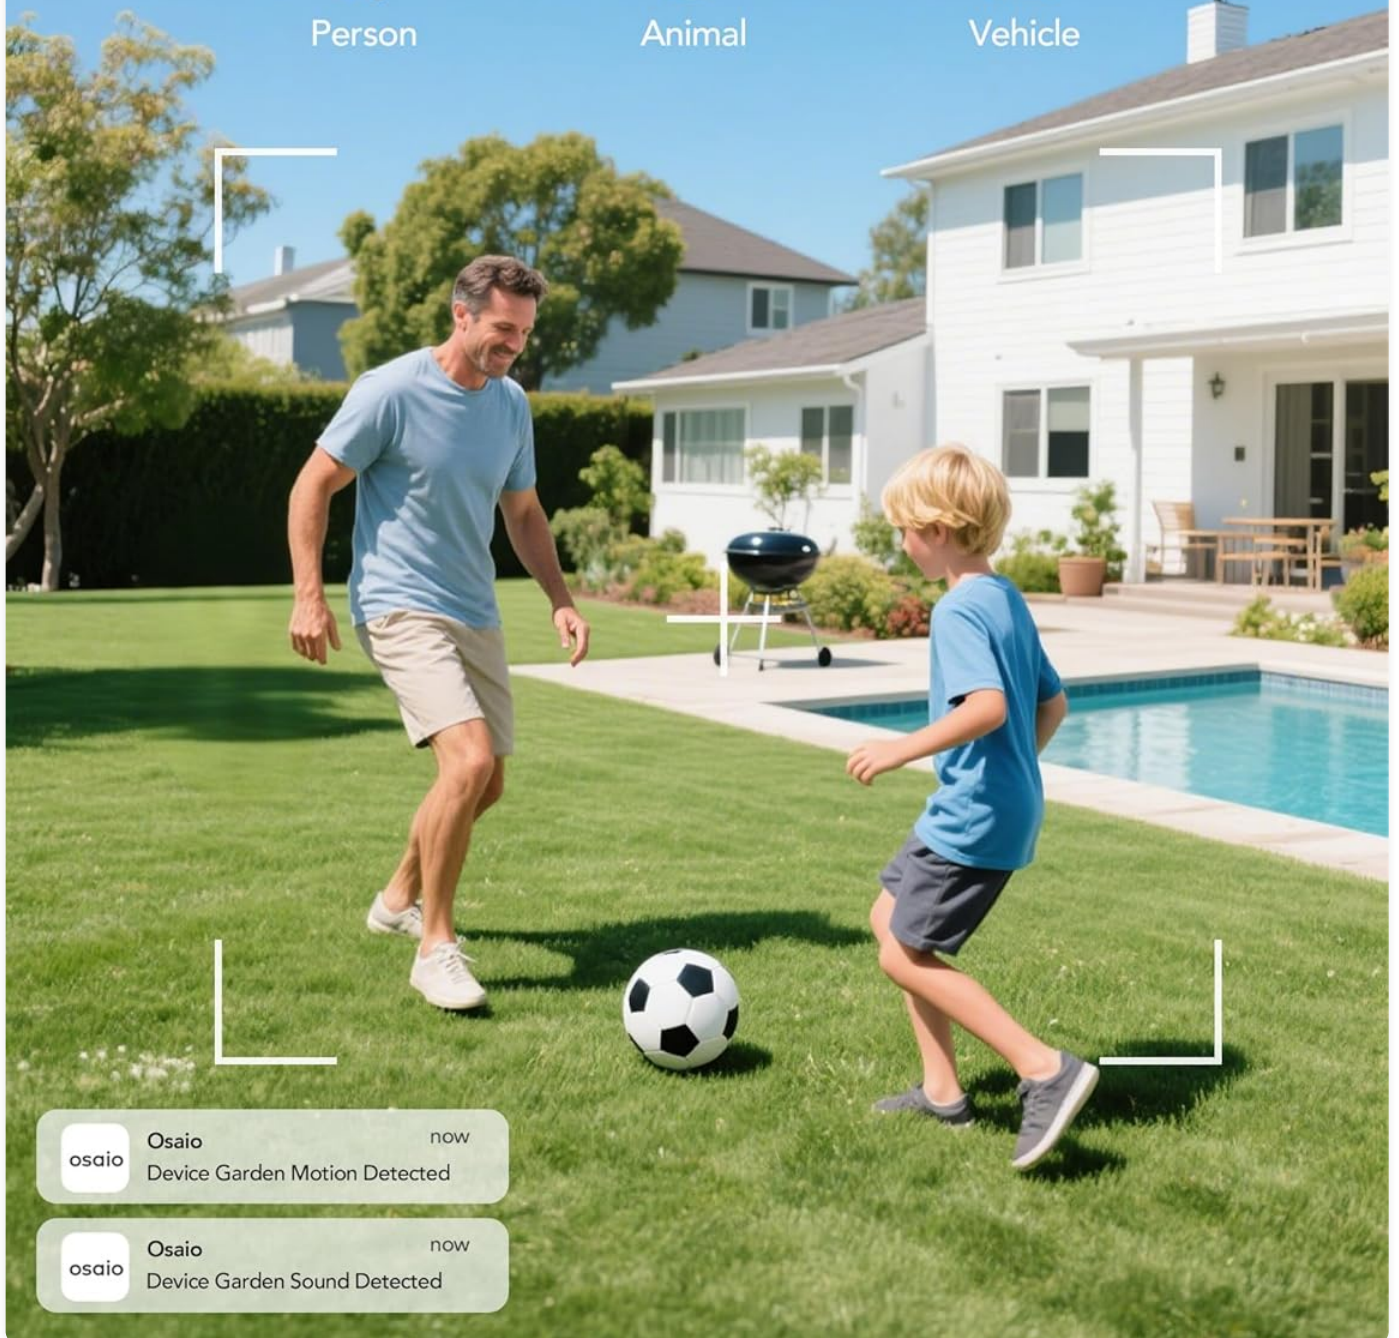 Person Animal Vehicle
osaio
Osaio
now
Device Garden Motion Detected
osaio
Osaio
now
Device Garden Sound Detected